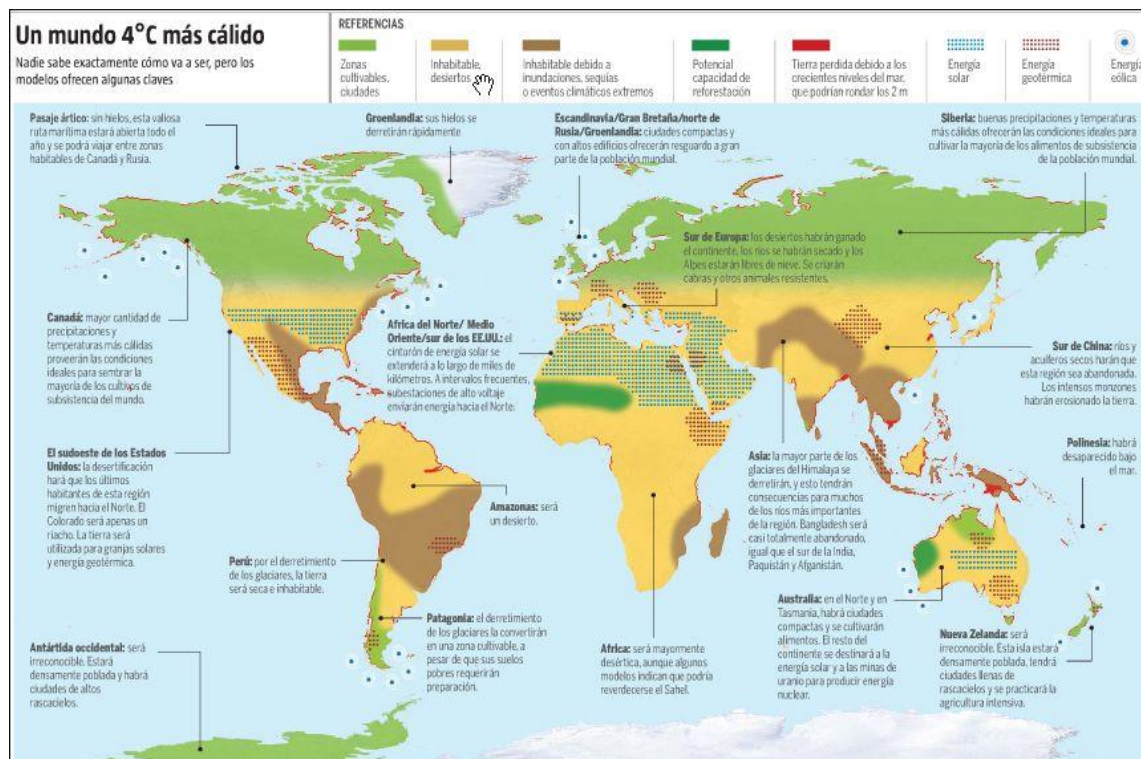 Un mundo 4°C más cálido
Nadie sabe exactamente cómo va a ser, pero los
modelos ofrecen algunas claves
REFERENCIAS
Zonas
cultivables,
ciudades
Inhabitable,
desiertos
Inhabitable debido a
inundaciones, sequías
o eventos climáticos extremos
Potencial
capacidad de
reforestación
Tierra perdida debido a los
crecientes niveles del mar,
que podrían rondar los 2 m
Energía
solar
Energía
geotérmica
Energía
eólica
Pasaje ártico: sin hielos, esta valiosa
ruta marítima estará abierta todo el
año y se podrá viajar entre zonas
habitables de Canadá y Rusia.
Groenlandia: sus hielos se
derretirán rápidamente
Escandinavia/Gran Bretaña/norte de
Rusia/Groenlandia: ciudades compactas y
con altos edificios ofrecerán resguardo a gran
parte de la población mundial.
Siberia: buenas precipitaciones y temperaturas
más cálidas ofrecerán las condiciones ideales para
cultivar la mayoría de los alimentos de subsistencia
de la población mundial.
Sur de Europa: los desiertos habrán ganado
el continente, los ríos se habrán secado y los
Alpes estarán libres de nieve. Se criarán
cabras y otros animales resistentes.
Canadá: mayor cantidad de
precipitaciones y
temperaturas más cálidas
proveerán las condiciones
ideales para sembrar la
mayoría de los cultivos de
subsistencia del mundo.
Africa del Norte/ Medio
Oriente/sur de los EE.UU.: el
cinturón de energía solar se
extenderá a lo largo de miles de
kilómetros. A intervalos frecuentes,
subestaciones de alto voltaje
enviarán energía hacia el Norte.
Sur de China: ríos y
acuíferos secos harán que
esta región sea abandonada.
Los intensos monzones
habrán erosionado la tierra.
El sudoeste de los Estados
Unidos: la desertificación
hará que los últimos
habitantes de esta región
migren hacia el Norte. El
Colorado será apenas un
riacho. La tierra será
utilizada para granjas solares
y energía geotérmica.
Amazonas: será
un desierto.
Asia: la mayor parte de los
glaciares del Himalaya se
derretirán, y esto tendrán
consecuencias para muchos
de los ríos más importantes
de la región. Bangladesh será
casi totalmente abandonado,
igual que el sur de la India,
Paquistán y Afganistán.
Polinesia: habrá
desaparecido bajo
el mar.
Perú: por el derretimiento
de los glaciares, la tierra
será seca e inhabitable.
Patagonia: el derretimiento
de los glaciares la convertirán
en una zona cultivable, a
pesar de que sus suelos
pobres requerirán
preparación.
Africa: será mayormente
desértica, aunque algunos
modelos indican que podría
reverdecerse el Sahel.
Australia: en el Norte y en
Tasmania, habrá ciudades
compactas y se cultivarán
alimentos. El resto del
continente se destinará a la
energía solar y a las minas de
uranio para producir energía
nuclear.
Nueva Zelanda: será
irreconocible. Esta isla estará
densamente poblada, tendrá
ciudades llenas de
rascacielos y se practicará la
agricultura intensiva.
Antártida occidental: será
irreconocible. Estará
densamente poblada y habrá
ciudades de altos
rascacielos.